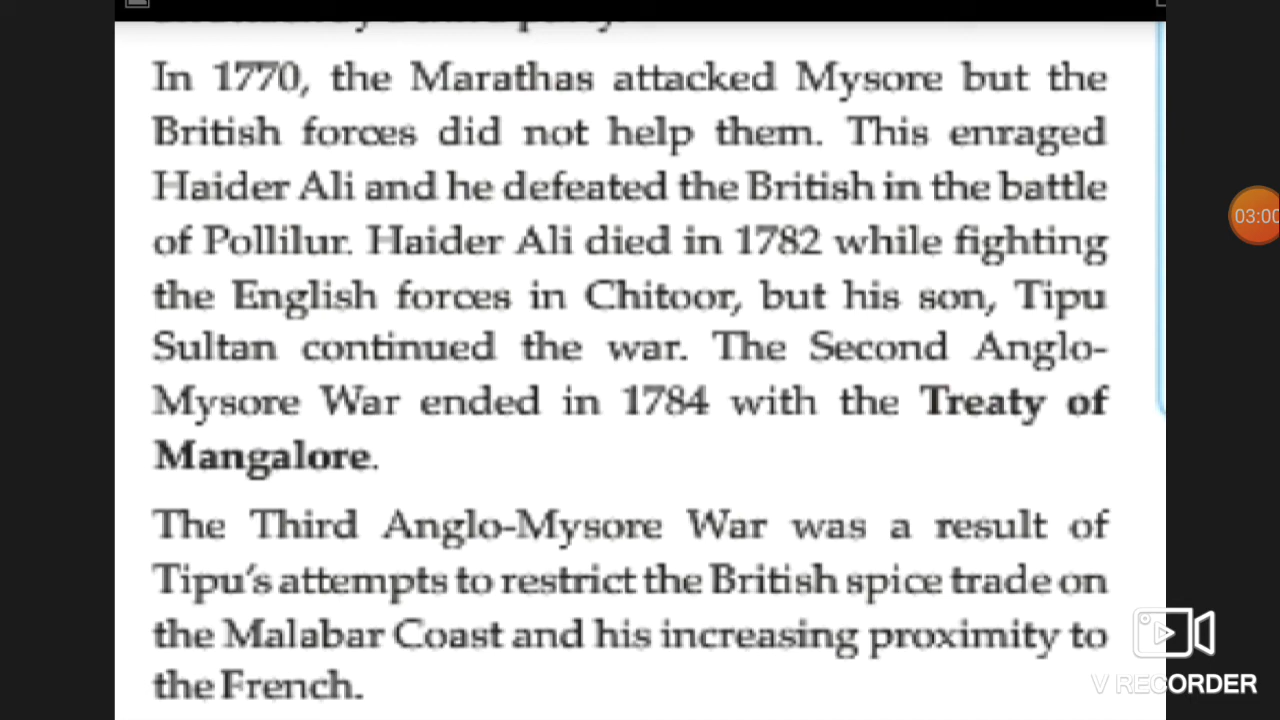 In 1770, the Marathas attacked Mysore but the
British forces did not help them. This enraged
Haider Ali and he defeated the British in the battle
of Pollilur. Haider Ali died in 1782 while fighting
the English forces in Chitoor, but his son, Tipu
Sultan continued the war. The Second Anglo-
Mysore War ended in 1784 with the Treaty of
Mangalore.
The Third Anglo-Mysore War was a result of
Tipu's attempts to restrict the British spice trade on
the Malabar Coast and his increasing proximity to
the French.
03:00
V RECORDER